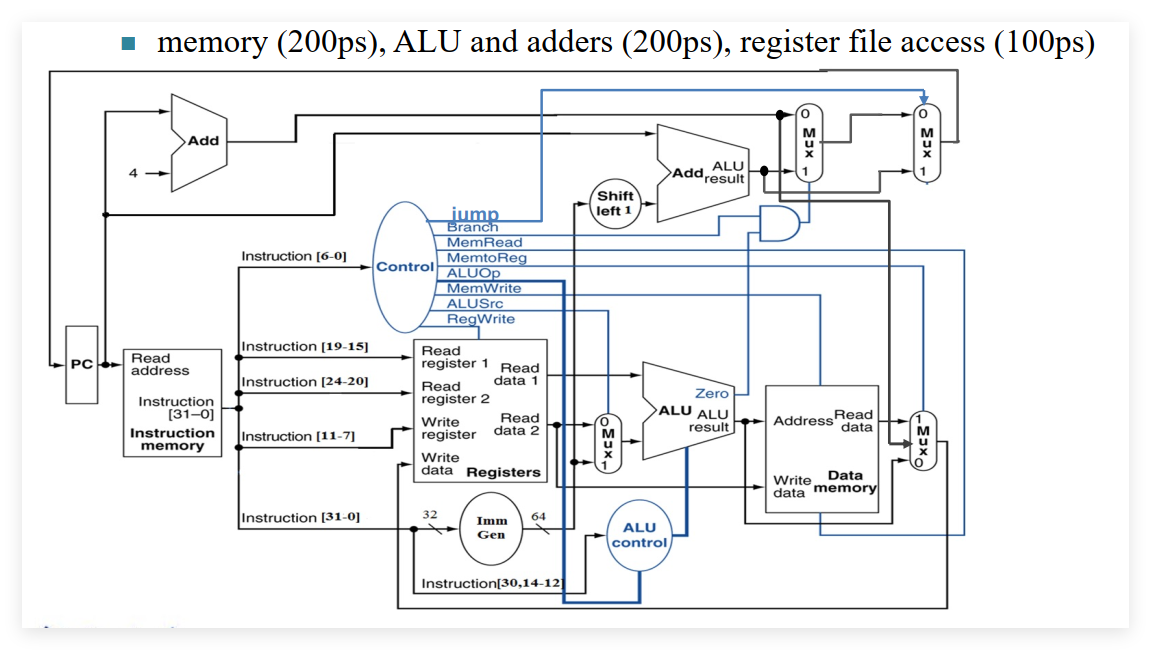 memory (200ps), ALU and adders (200ps), register file access (100ps)
Add
4
Add ALU
result
Shift
left 1
0
M
u
x
1
0
M
u
x
1
jump
Branch
MemRead
MemtoReg
ALUOp
MemWrite
ALUSrc
RegWrite
Control
Instruction [6-0]
Instruction [19-15]
Instruction [24-20]
Instruction [11-7]
Instruction [31-0]
PC
Read
address
Instruction
[31–0]
Instruction
memory
Read
register 1
Read
data 1
Read
register 2
Write
register
Read
data 2
Write
data
Registers
0
M
u
x
1
Zero
ALU ALU
result
Address
Read
data
Write
data
Data
memory
1
M
u
x
0
32
Imm
Gen
64
ALU
control
Instruction[30,14-12]